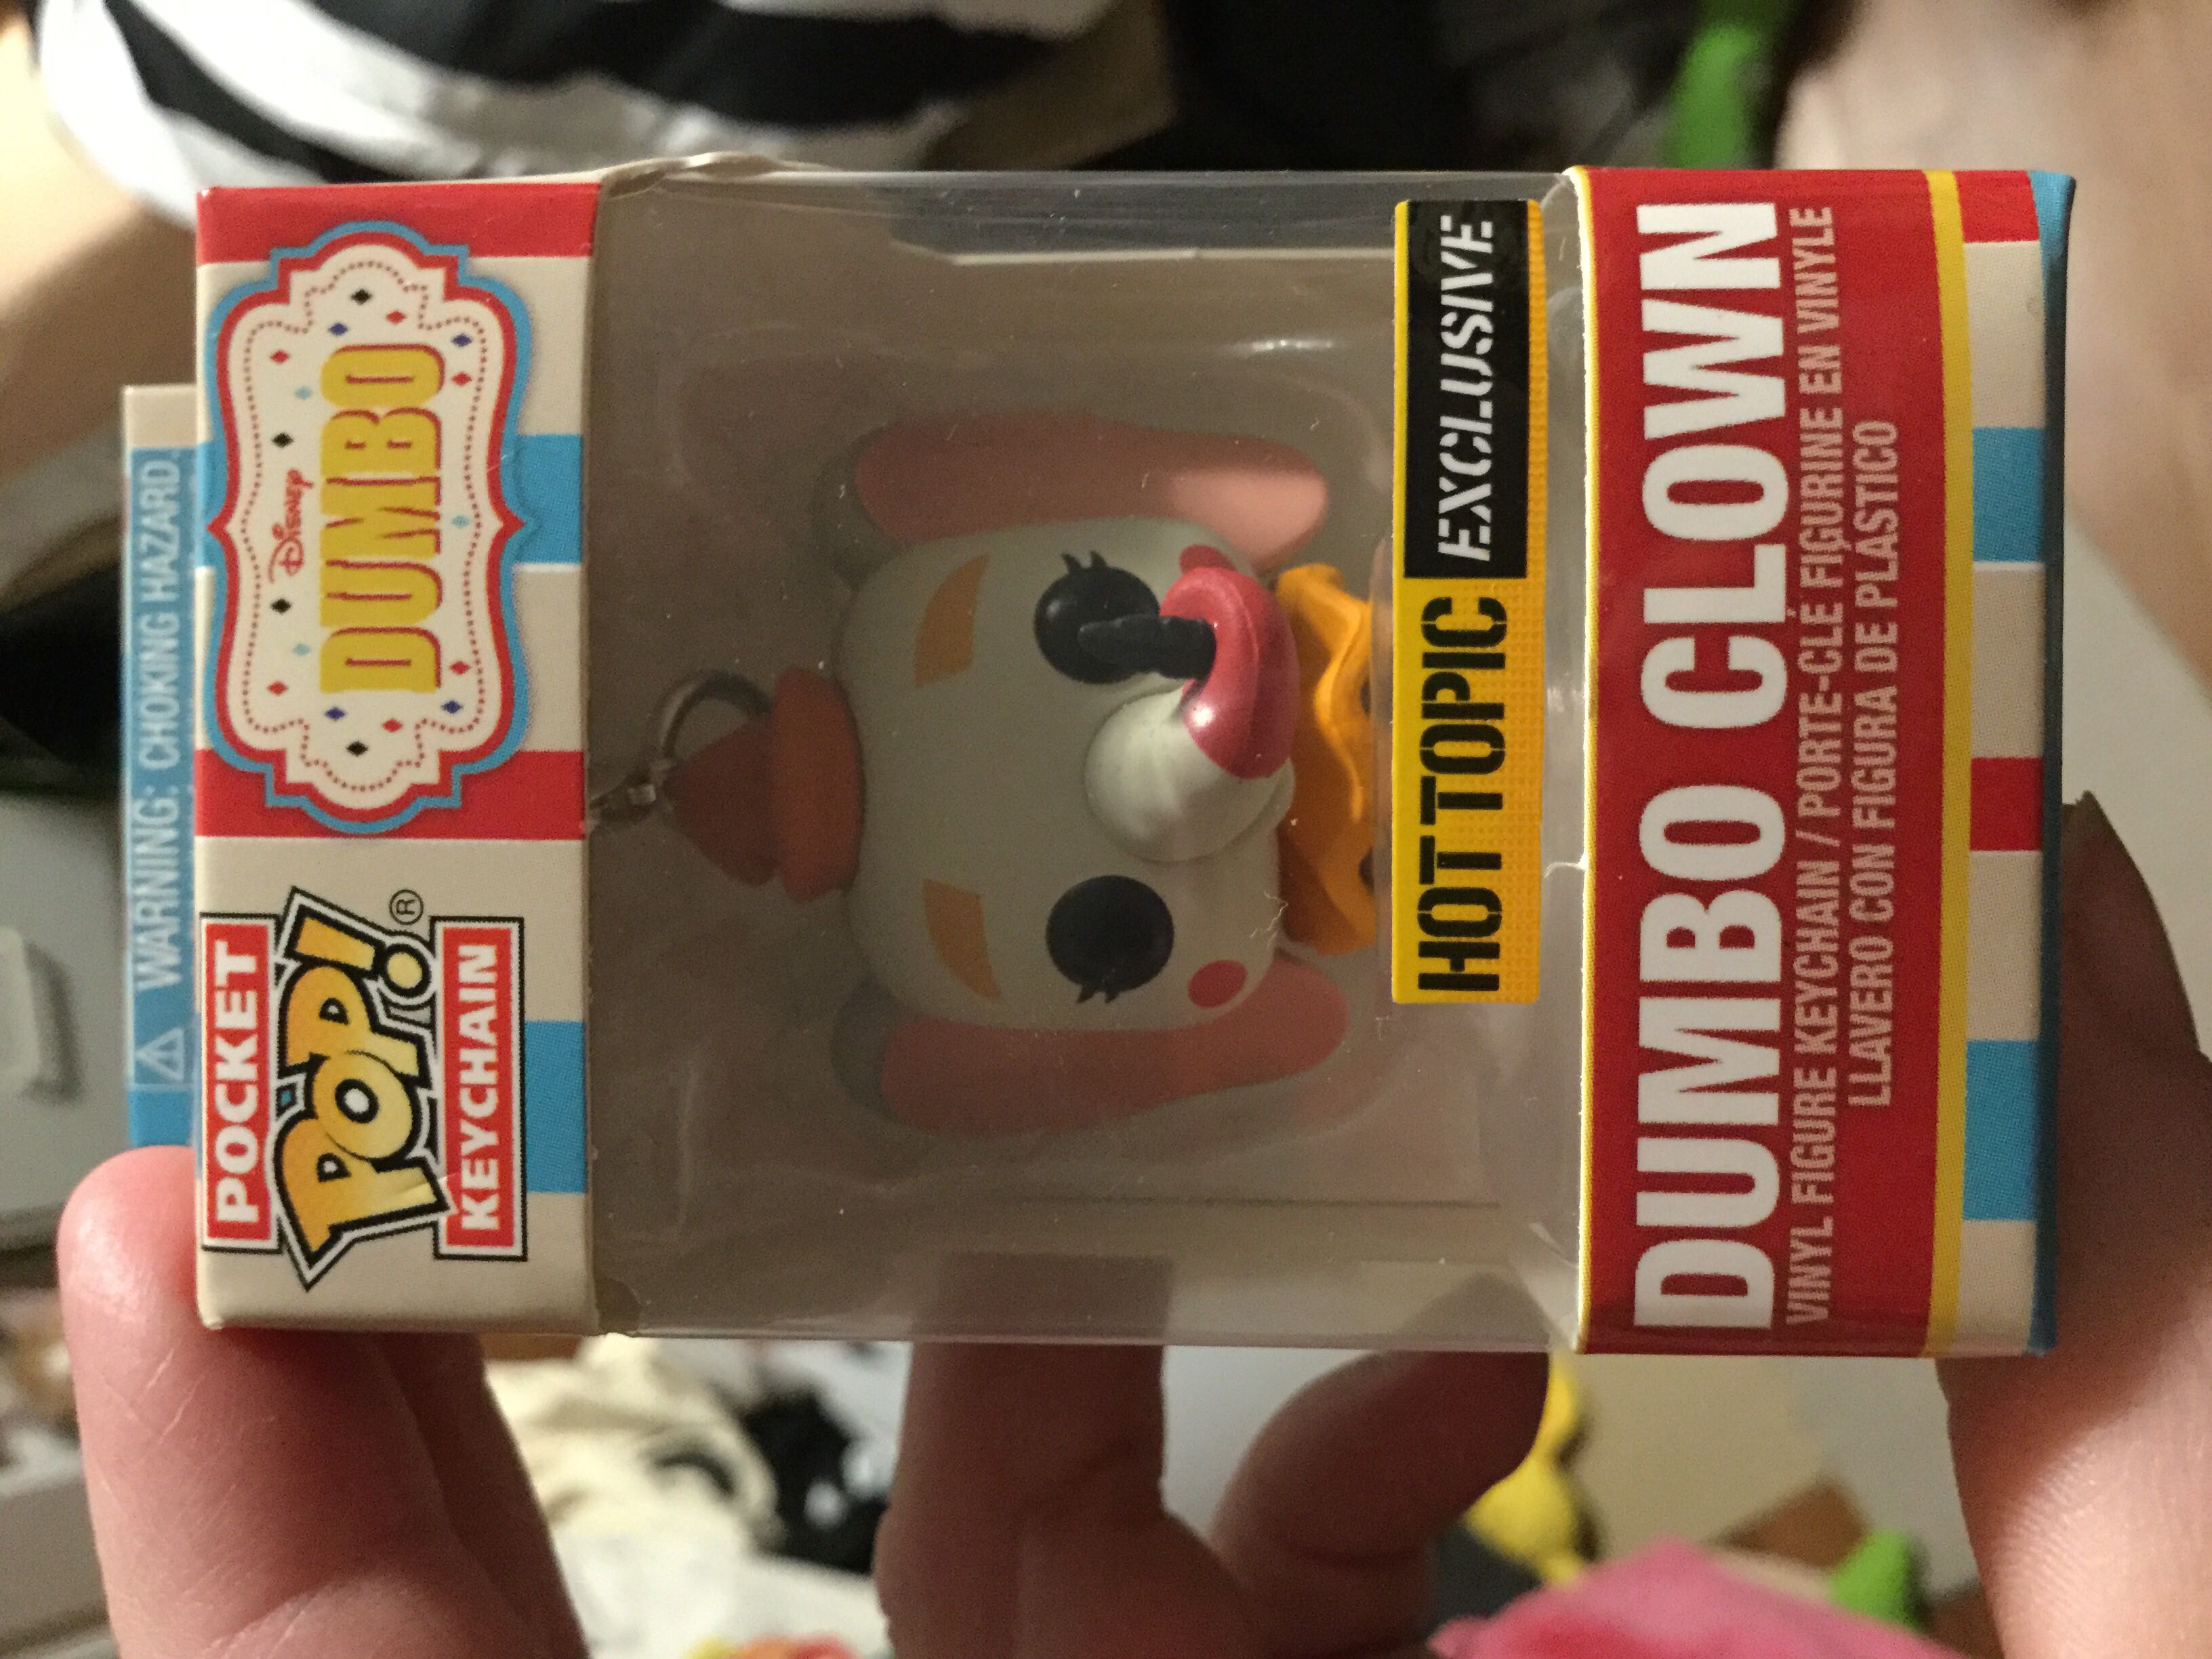 WARNING: CHOKING HAZARD.
POCKET
POP!®
KEYCHAIN
Disney
DUMBO
HOT TOPIC EXCLUSIVE
DUMBO CLOWN
VINYL FIGURE KEYCHAIN / PORTE-CLÉ FIGURINE EN VINYLE
LLAVERO CON FIGURA DE PLASTICO